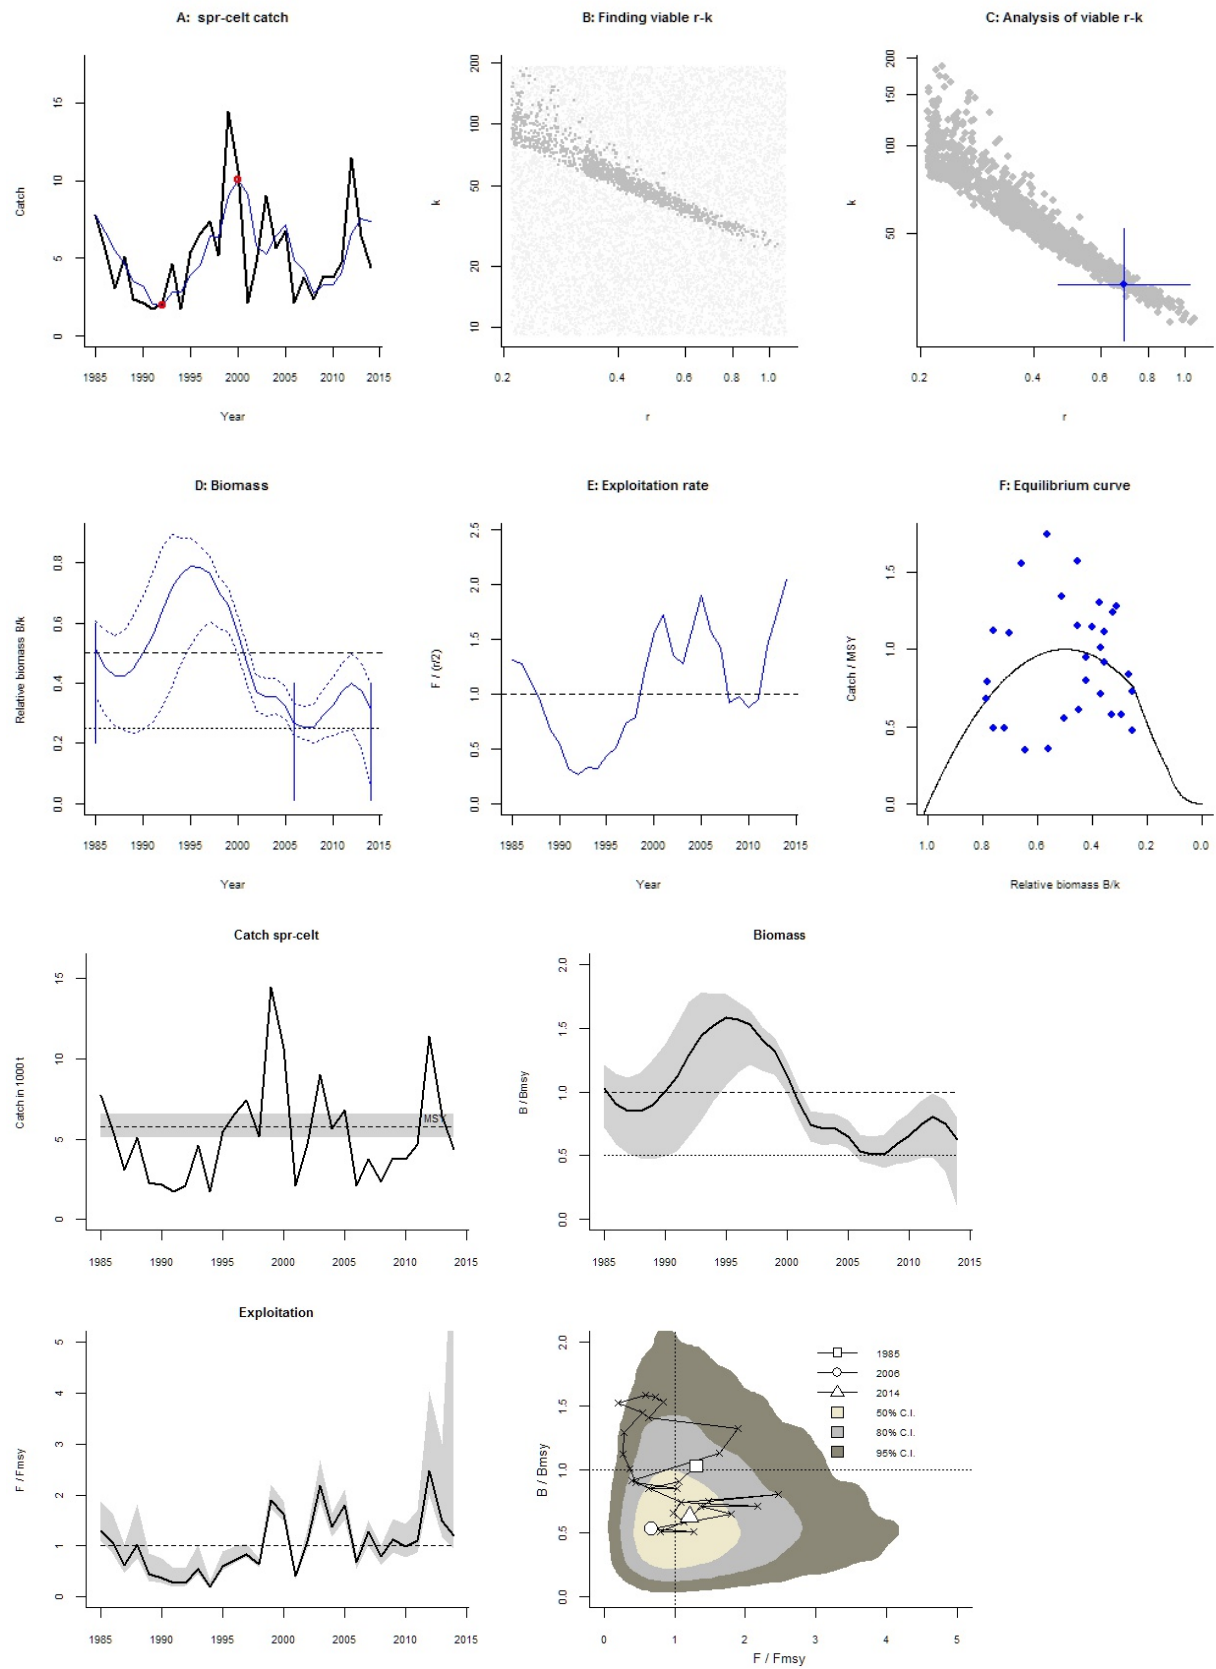 A: spr-celt catch
Catch
15
10
5
0
1985 1990 1995 2000 2005 2010 2015
Year
B: Finding viable r-k
k
200
100
50
20
10
0.2 0.4 0.6 0.8 1.0
r
C: Analysis of viable r-k
k
200
150
100
50
0.2 0.4 0.6 0.8 1.0
r
D: Biomass
Relative biomass B/k
0.8
0.6
0.4
0.2
0.0
1985 1990 1995 2000 2005 2010 2015
Year
E: Exploitation rate
F / (r/2)
2.5
2.0
1.5
1.0
0.5
0.0
1985 1990 1995 2000 2005 2010 2015
Year
F: Equilibrium curve
Catch / MSY
1.5
1.0
0.5
0.0
1.0 0.8 0.6 0.4 0.2 0.0
Relative biomass B/k
Catch spr-celt
Catch in 1000 t
15
10
5
0
MSY
1985 1990 1995 2000 2005 2010 2015
Biomass
B / Bmsy
2.0
1.5
1.0
0.5
0.0
1985 1990 1995 2000 2005 2010 2015
Exploitation
F / Fmsy
5
4
3
2
1
0
1985 1990 1995 2000 2005 2010 2015
B / Bmsy
2.0
1.5
1.0
0.5
0.0
1985
2006
2014
50% C.I.
80% C.I.
95% C.I.
0 1 2 3 4 5
F / Fmsy